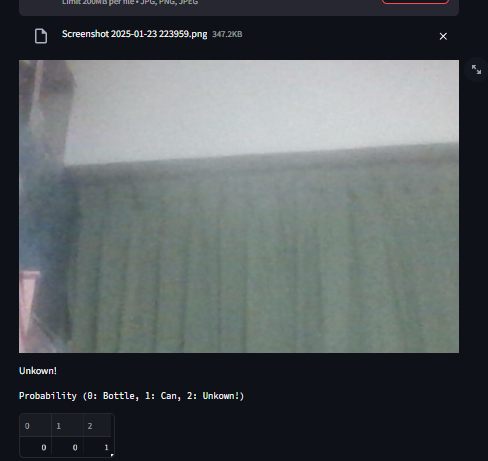 Limit 200MB per file • JPG, PNG, JPEG
Screenshot 2025-01-23 223959.png 347.2KB
Unkown!
Probability (0: Bottle, 1: Can, 2: Unkown!)
0 1 2
0 0 1